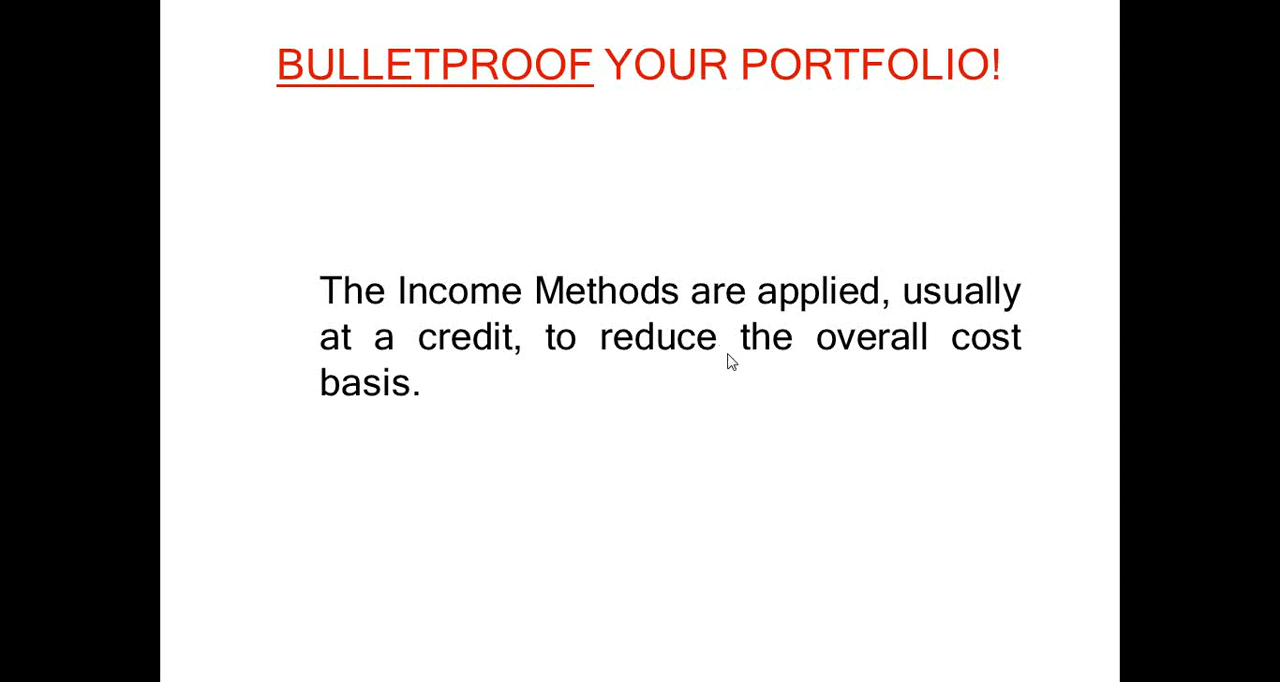 BULLETPROOF YOUR PORTFOLIO!
The Income Methods are applied, usually
at a credit, to reduce the overall cost
basis.